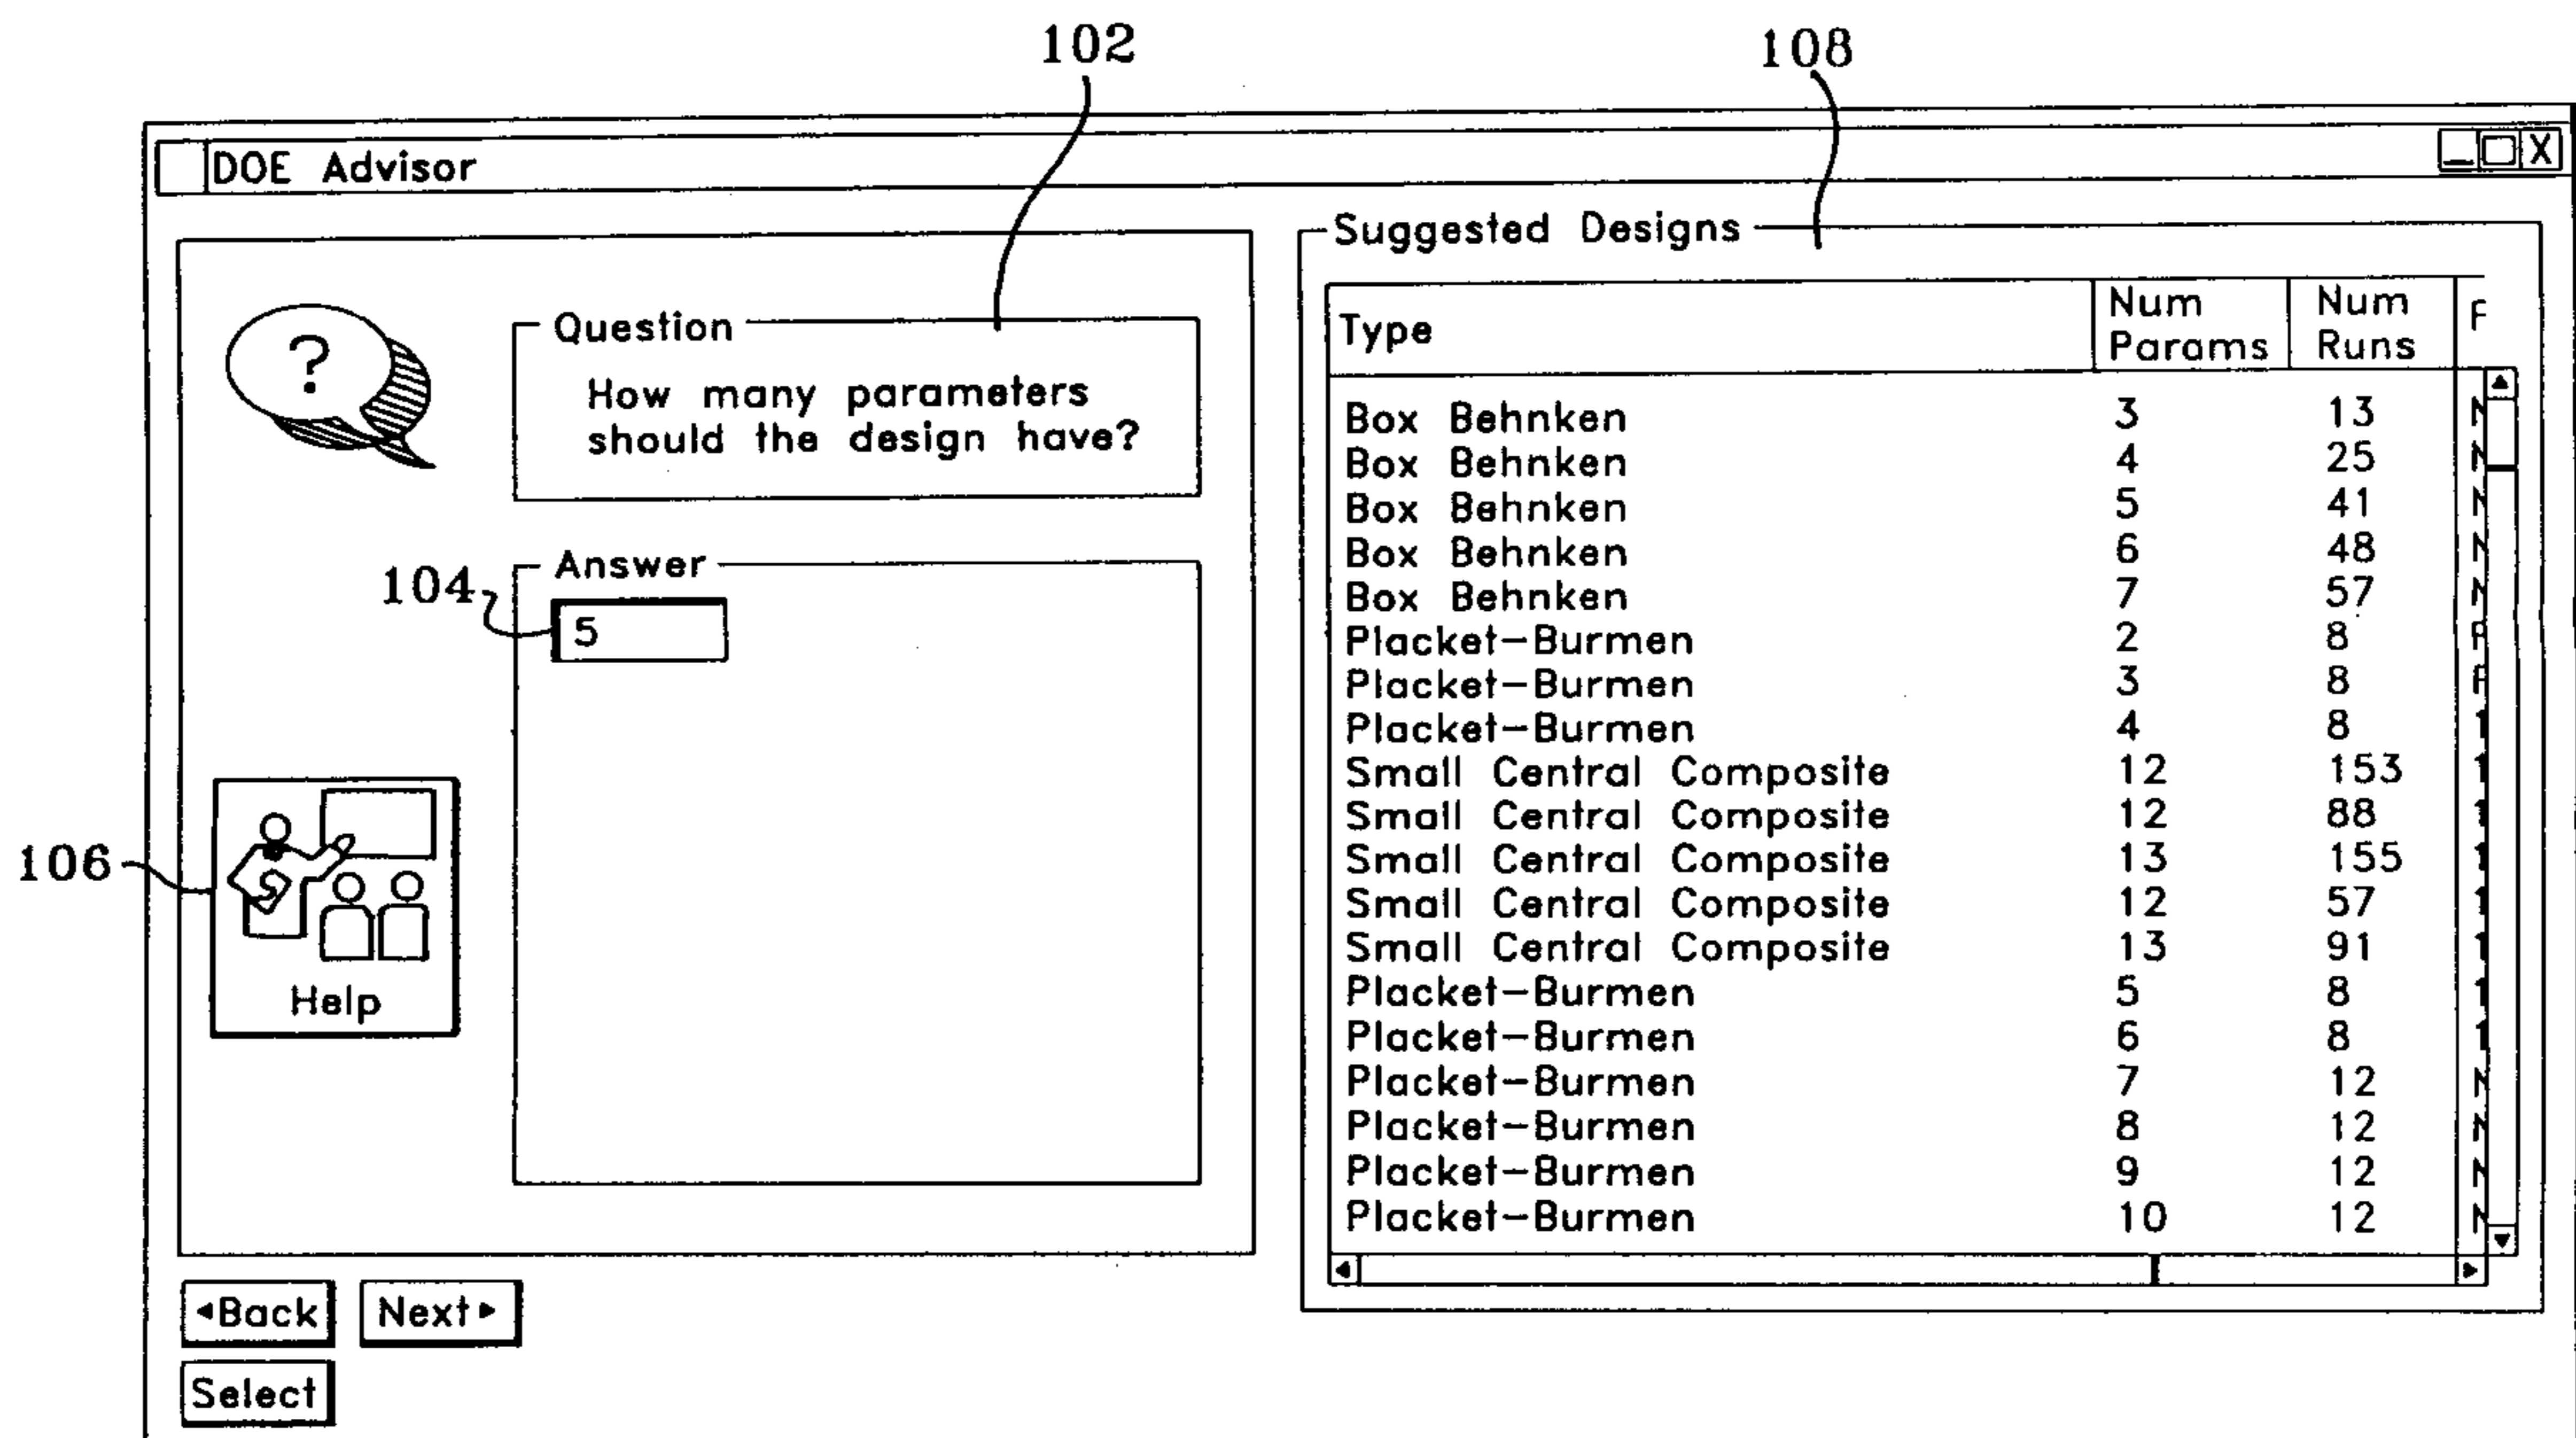 102
108
DOE Advisor
X
Suggested Designs
Type Num Params Num Runs
?
Question
How many parameters
should the design have?
Answer
104
5
106
Help
Box Behnken 3 13
Box Behnken 4 25
Box Behnken 5 41
Box Behnken 6 48
Box Behnken 7 57
Placket-Burmen 2 8
Placket-Burmen 3 8
Placket-Burmen 4 8
Small Central Composite 12 153
Small Central Composite 12 88
Small Central Composite 13 155
Small Central Composite 12 57
Small Central Composite 13 91
Placket-Burmen 5 8
Placket-Burmen 6 8
Placket-Burmen 7 12
Placket-Burmen 8 12
Placket-Burmen 9 12
Placket-Burmen 10 12
Back Next
Select